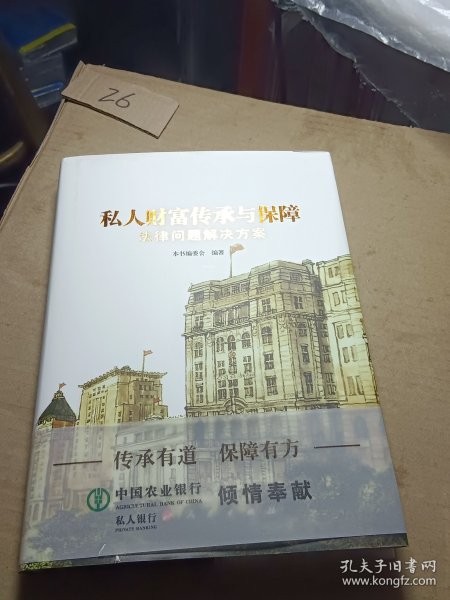 26
私人财富传承与保障
法律问题解决方案
本书编委会 编著
传承有道 保障有方
中国农业银行
AGRICULTURAL BANK OF CHINA
私人银行
PRIVATE BANKING
倾情奉献
孔夫子旧书网
www.kongfz.com